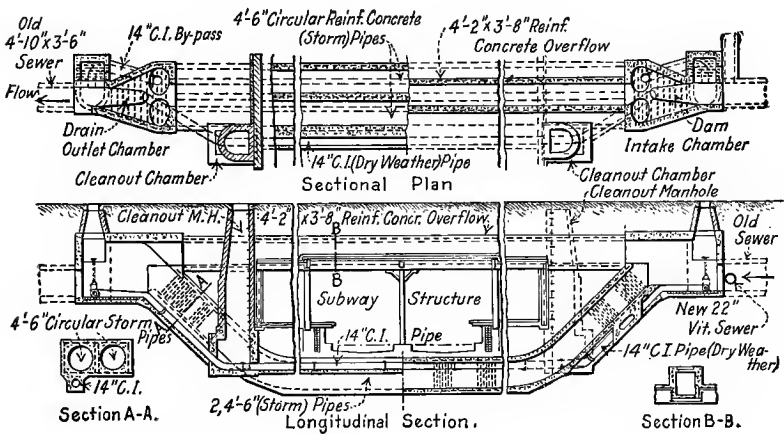 Old
4'-10"x3'-6"
Sewer
14"C.I. By-pass
4'-6"Circular Reinf. Concrete
(Storm) Pipes
4'-2"x3'-8"Reinf.
Concrete Overflow
Flow
Drain
Outlet Chamber
Cleanout Chamber
14"C.I.(Dry Weather)Pipe
Sectional Plan
Dam
Intake Chamber
Cleanout Chamber
Cleanout Manhole
Cleanout M.H.
4-2"x3'-8"Reinf. Concr. Overflow
B
B
Old
Sewer
A
Subway Structure
14"C.I. Pipe
New 22"
Vit. Sewer
4'-6"Circular Storm
Pipes
A
14"C.I.
14"C.I. Pipe(Dry Wea-
ther)
2,4'-6"(Storm) Pipes
Section A-A.
Longitudinal Section.
Section B-B.